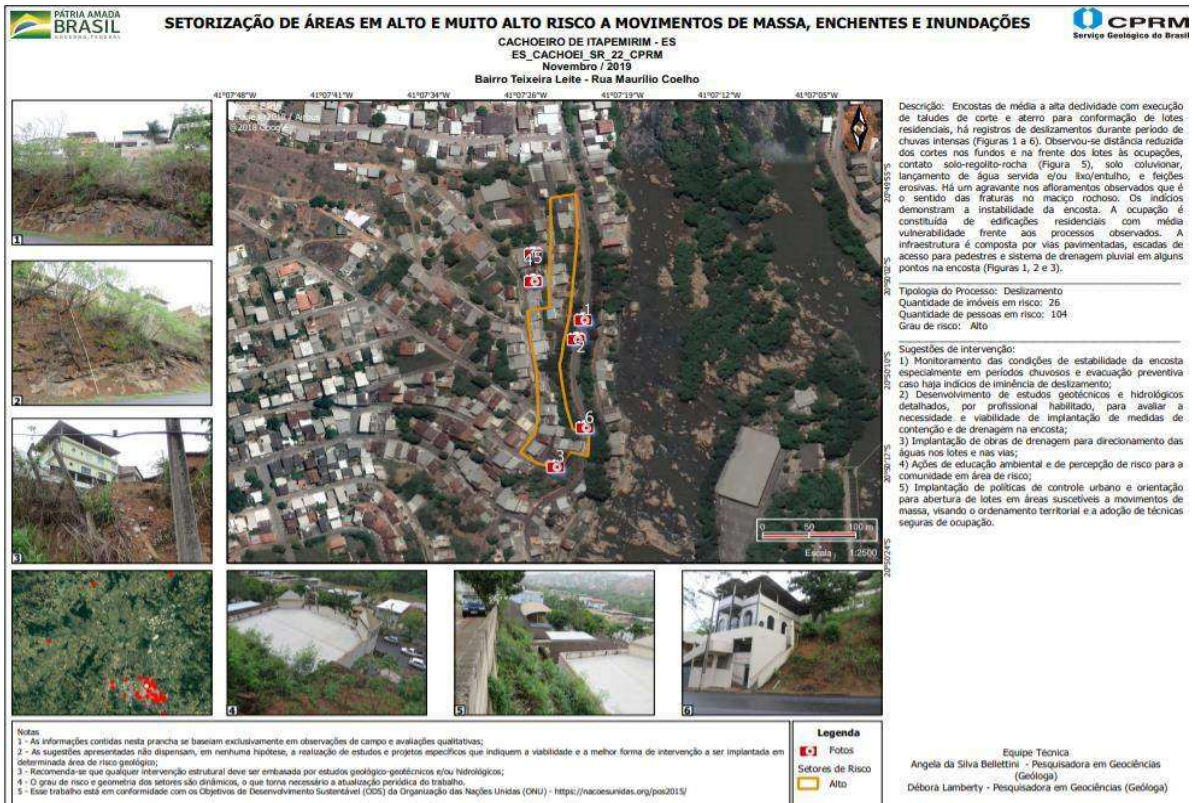 PÁTRIA AMADA
BRASIL
GOVERNO FEDERAL
SETORIZAÇÃO DE ÁREAS EM ALTO E MUITO ALTO RISCO A MOVIMENTOS DE MASSA, ENCHENTES E INUNDAÇÕES
CPRM
Serviço Geológico do Brasil
CACHOEIRO DE ITAPEMIRIM - ES
ES_CACHOEI_SR_22_CPRM
Novembro / 2019
Bairro Teixeira Leite - Rua Maurílio Coelho
41°07'48"W 41°07'41"W 41°07'34"W 41°07'26"W 41°07'19"W 41°07'12"W 41°07'05"W
Image ©2018 / Airbus
©2018 Google
20°49'55"S
20°50'02"S
20°50'10"S
20°50'17"S
20°50'24"S
45
1
2
6
3
0 50 100 m
Escala 1:2500
1
2
3
4
5
6
Descrição: Encostas de média a alta declividade com execução
de taludes de corte e aterro para conformação de lotes
residenciais, há registros de deslizamentos durante período de
chuvas intensas (Figuras 1 a 6). Observou-se distância reduzida
dos cortes nos fundos e na frente dos lotes às ocupações,
contato solo-regolito-rocha (Figura 5), solo coluvionar,
lançamento de água servida e/ou lixo/entulho, e feições
erosivas. Há um agravante nos afloramentos observados que é
o sentido das fraturas no maciço rochoso. Os indícios
demonstram a instabilidade da encosta. A ocupação é
constituída de edificações residenciais com média
vulnerabilidade frente aos processos observados. A
infraestrutura é composta por vias pavimentadas, escadas de
acesso para pedestres e sistema de drenagem pluvial em alguns
pontos na encosta (Figuras 1, 2 e 3).
Tipologia do Processo: Deslizamento
Quantidade de imóveis em risco: 26
Quantidade de pessoas em risco: 104
Grau de risco: Alto
Sugestões de intervenção:
1) Monitoramento das condições de estabilidade da encosta
especialmente em períodos chuvosos e evacuação preventiva
caso haja indícios de iminência de deslizamento;
2) Desenvolvimento de estudos geotécnicos e hidrológicos
detalhados, por profissional habilitado, para avaliar a
necessidade e viabilidade de implantação de medidas de
contenção e de drenagem na encosta;
3) Implantação de obras de drenagem para direcionamento das
águas nos lotes e nas vias;
4) Ações de educação ambiental e de percepção de risco para a
comunidade em área de risco;
5) Implantação de políticas de controle urbano e orientação
para abertura de lotes em áreas suscetíveis a movimentos de
massa, visando o ordenamento territorial e a adoção de técnicas
seguras de ocupação.
Notas
1 - As informações contidas nesta prancha se baseiam exclusivamente em observações de campo e avaliações qualitativas;
2 - As sugestões apresentadas não dispensam, em nenhuma hipótese, a realização de estudos e projetos específicos que indiquem a viabilidade e a melhor forma de intervenção a ser implantada em
determinada área de risco geológico;
3 - Recomenda-se que qualquer intervenção estrutural deve ser embasada por estudos geológico-geotécnicos e/ou hidrológicos;
4 - O grau de risco e geometria dos setores são dinâmicos, o que torna necessário a atualização periódica do trabalho.
5 - Esse trabalho está em conformidade com os Objetivos de Desenvolvimento Sustentável (ODS) da Organização das Nações Unidas (ONU) - https://nacoesunidas.org/pos2015/
Legenda
Fotos
Setores de Risco
Alto
Equipe Técnica
Angela da Silva Bellettini - Pesquisadora em Geociências
(Geóloga)
Débora Lamberty - Pesquisadora em Geociências (Geóloga)